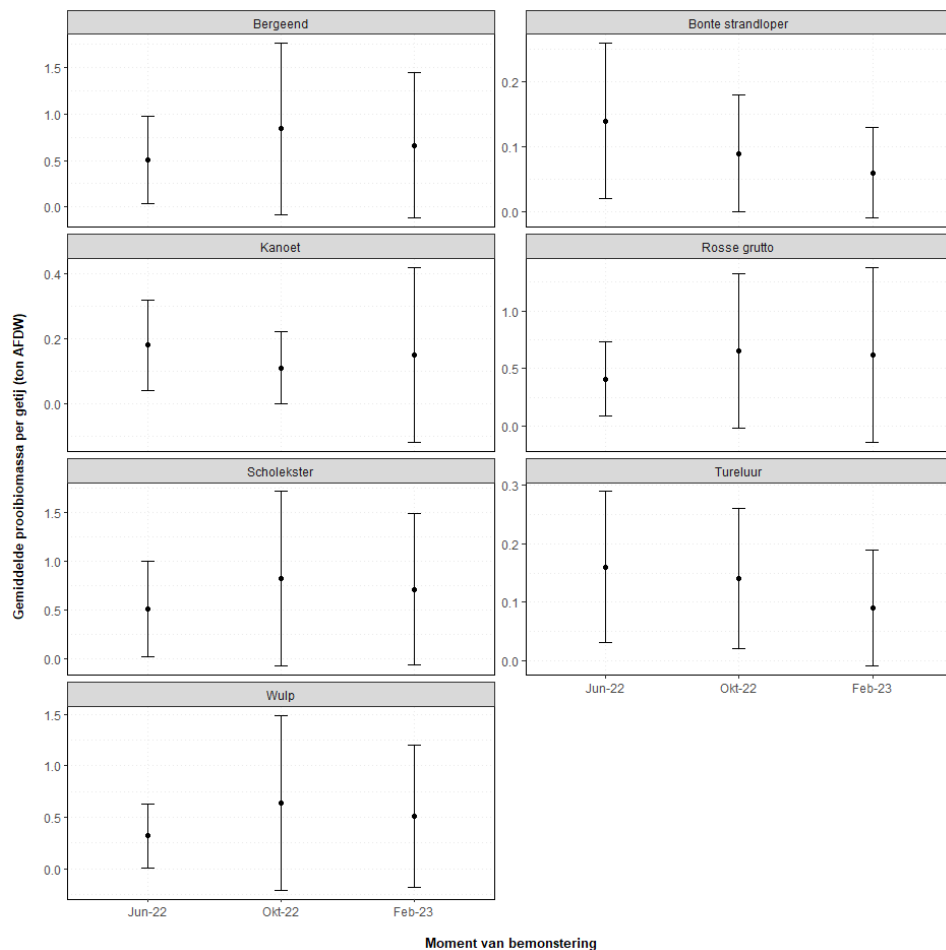 Bergeend
Bonte strandloper
1.5
1.0
0.5
0.0
0.2
0.1
0.0
Kanoet
Rosse grutto
0.4
0.2
0.0
1.0
0.5
0.0
Scholekster
Tureluur
1.5
1.0
0.5
0.0
0.3
0.2
0.1
0.0
Jun-22 Okt-22 Feb-23
Wulp
1.5
1.0
0.5
0.0
Jun-22 Okt-22 Feb-23
Gemiddelde prooibiomassa per getij (ton AFDW)
Moment van bemonstering